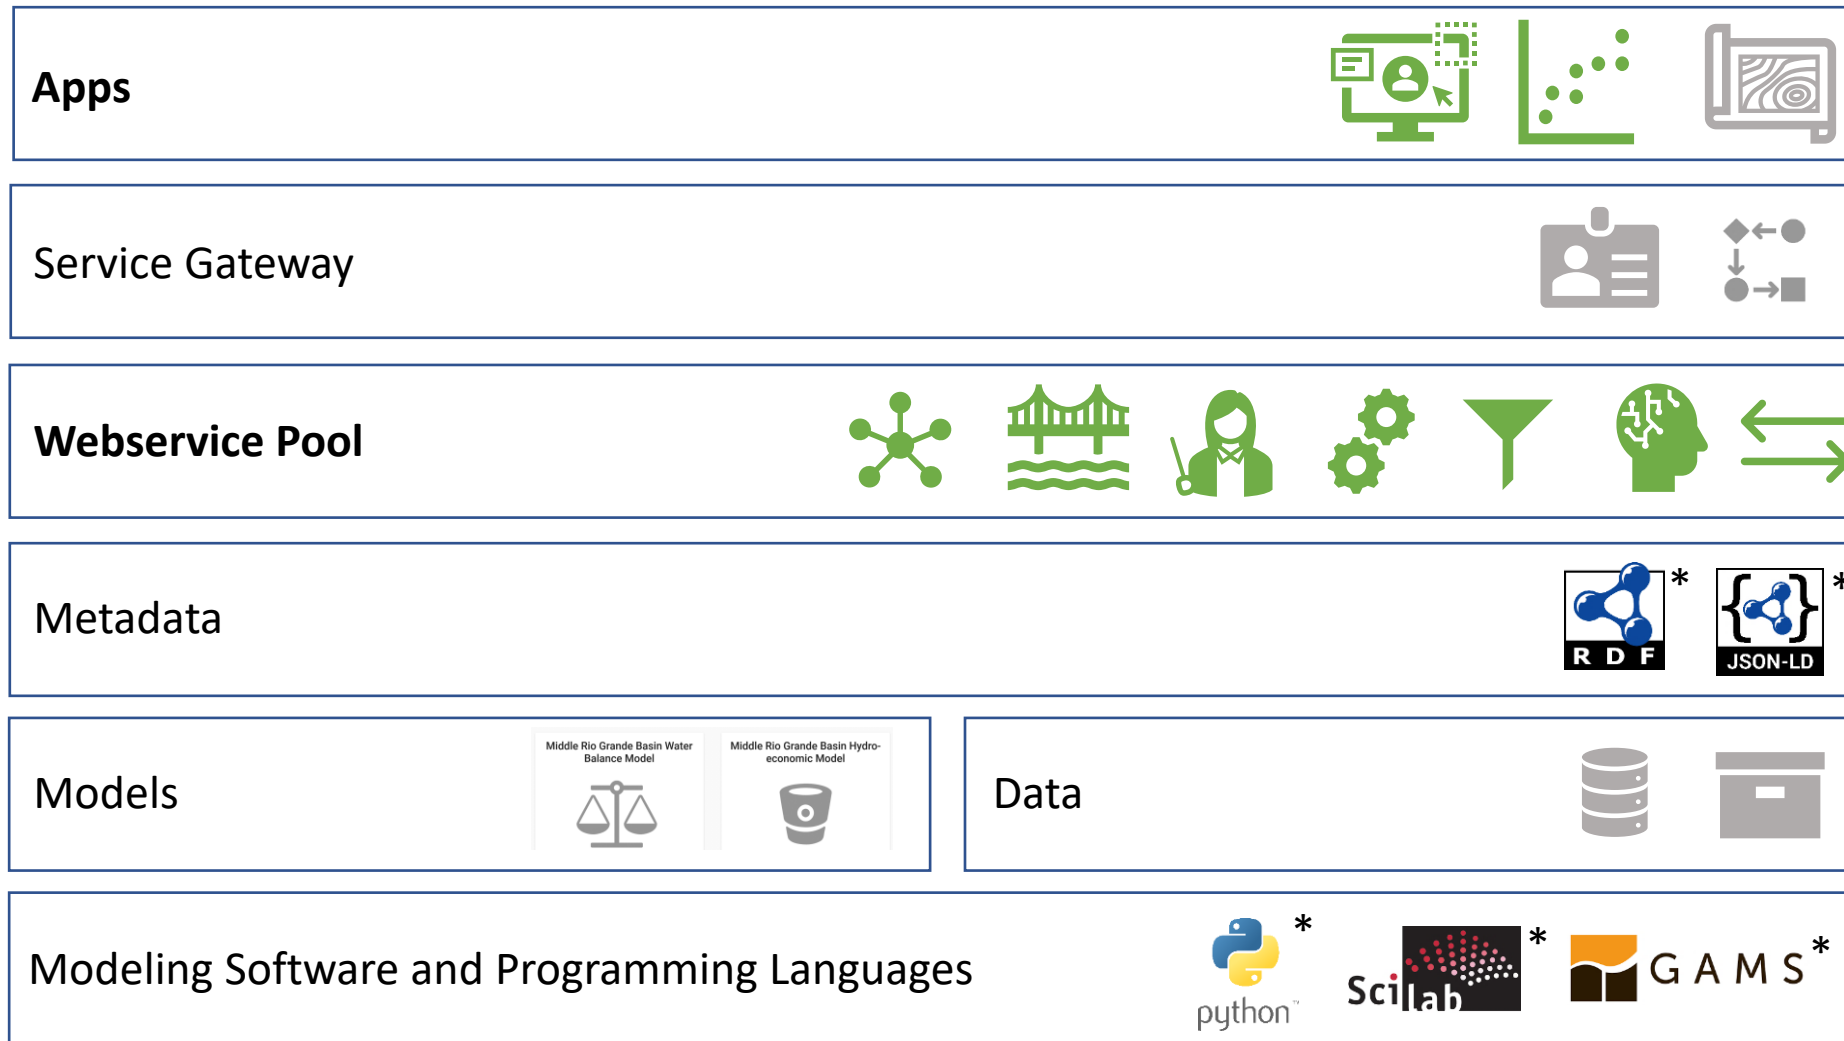 Apps
Service Gateway
Webservice Pool
Metadata
*
*
R D F
JSON-LD
Models
Middle Rio Grande Basin Water
Balance Model
Middle Rio Grande Basin Hydro-
economic Model
Data
Modeling Software and Programming Languages
python™ *
Scilab *
GAMS *